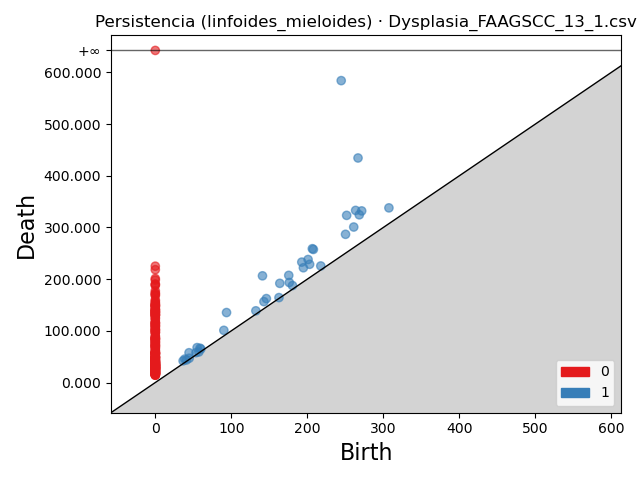 Persistencia (linfoides_mieloides) · Dysplasia_FAAGSCC_13_1.csv
+∞
600.000
500.000
400.000
300.000
200.000
100.000
0.000
Death
0
1
0 100 200 300 400 500 600
Birth